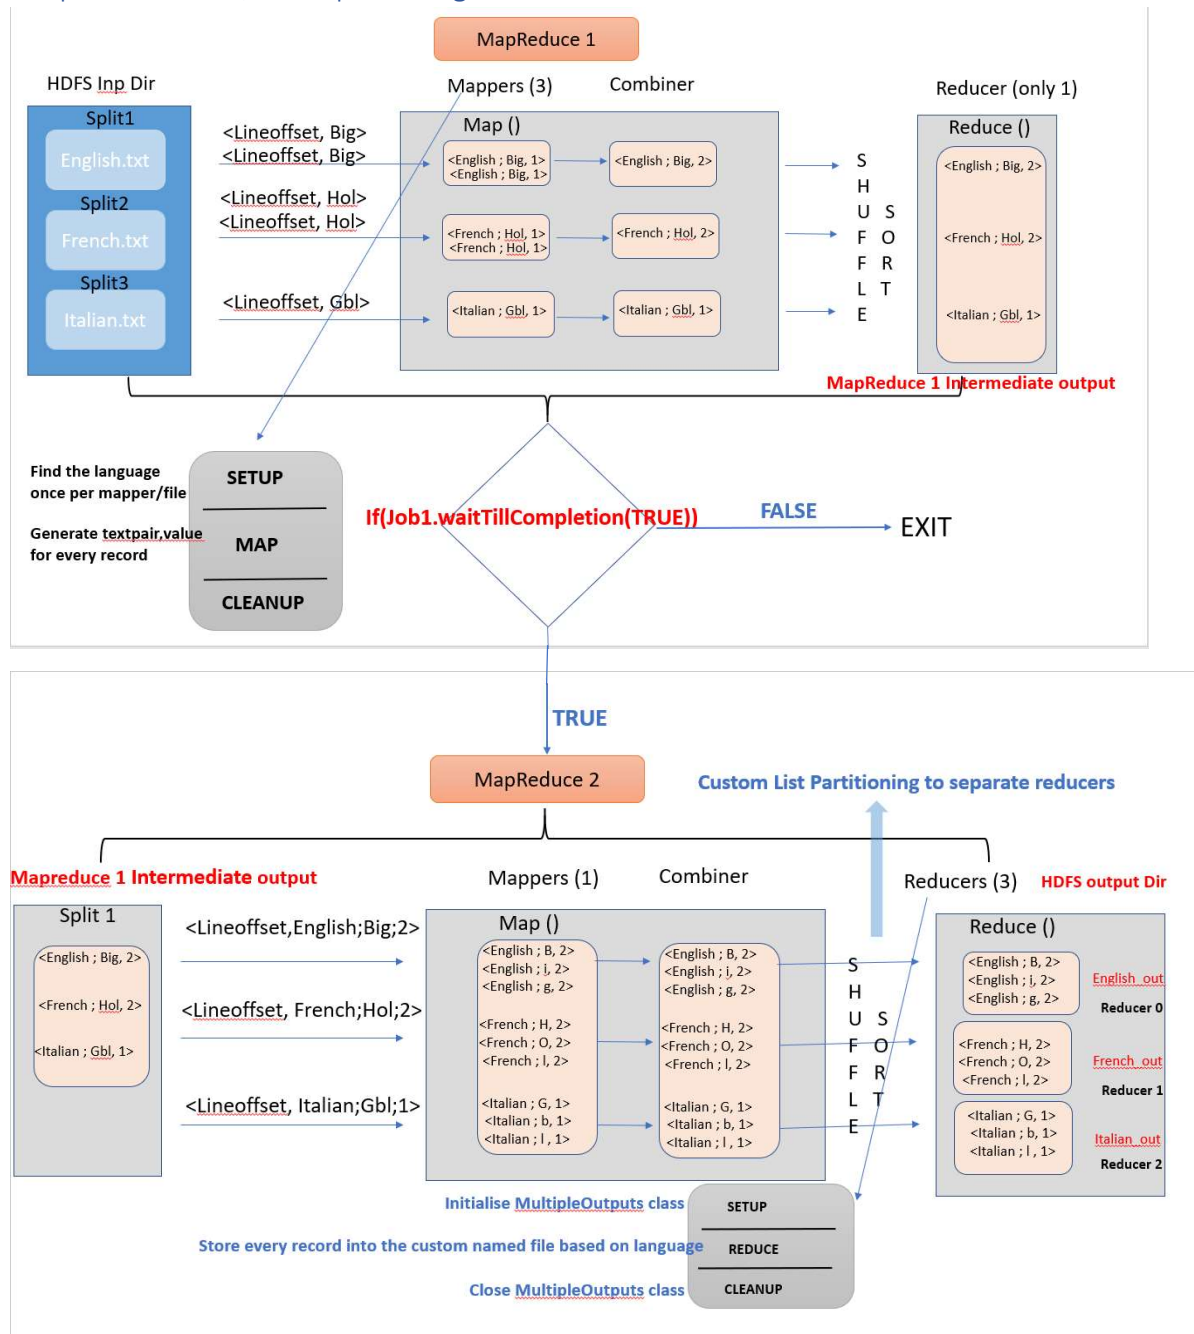 MapReduce 1
HDFS Inp Dir
Mappers (3)
Combiner
Reducer (only 1)
Split1
English.txt
Split2
French.txt
Split3
Italian.txt
<Lineoffset, Big>
<Lineoffset, Big>
<Lineoffset, Hol>
<Lineoffset, Hol>
<Lineoffset, Gbl>
Map ()
<English ; Big, 1>
<English ; Big, 1>
<French ; Hol, 1>
<French ; Hol, 1>
<Italian ; Gbl, 1>
<English ; Big, 2>
<French ; Hol, 2>
<Italian ; Gbl, 1>
SHUFFLE
SORT
Reduce ()
<English ; Big, 2>
<French ; Hol, 2>
<Italian ; Gbl, 1>
MapReduce 1 Intermediate output
Find the language
once per mapper/file
Generate textpair,value
for every record
SETUP
MAP
CLEANUP
If(Job1.waitTillCompletion(TRUE))
FALSE
EXIT
TRUE
MapReduce 2
Custom List Partitioning to separate reducers
Mapreduce 1 Intermediate output
Mappers (1)
Combiner
Reducers (3)
HDFS output Dir
Split 1
<English ; Big, 2>
<French ; Hol, 2>
<Italian ; Gbl, 1>
<Lineoffset,English;Big;2>
<Lineoffset, French;Hol;2>
<Lineoffset, Italian;Gbl;1>
Map ()
<English ; B, 2>
<English ; i, 2>
<English ; g, 2>
<French ; H, 2>
<French ; O, 2>
<French ; l, 2>
<Italian ; G, 1>
<Italian ; b, 1>
<Italian ; l , 1>
<English ; B, 2>
<English ; i, 2>
<English ; g, 2>
<French ; H, 2>
<French ; O, 2>
<French ; l, 2>
<Italian ; G, 1>
<Italian ; b, 1>
<Italian ; l , 1>
SHUFFLE
SORT
Reduce ()
<English ; B, 2>
<English ; i, 2>
<English ; g, 2>
English_out
Reducer 0
<French ; H, 2>
<French ; O, 2>
<French ; l, 2>
French_out
Reducer 1
<Italian ; G, 1>
<Italian ; b, 1>
<Italian ; l , 1>
Italian_out
Reducer 2
Initialise MultipleOutputs class
SETUP
Store every record into the custom named file based on language
REDUCE
Close MultipleOutputs class
CLEANUP